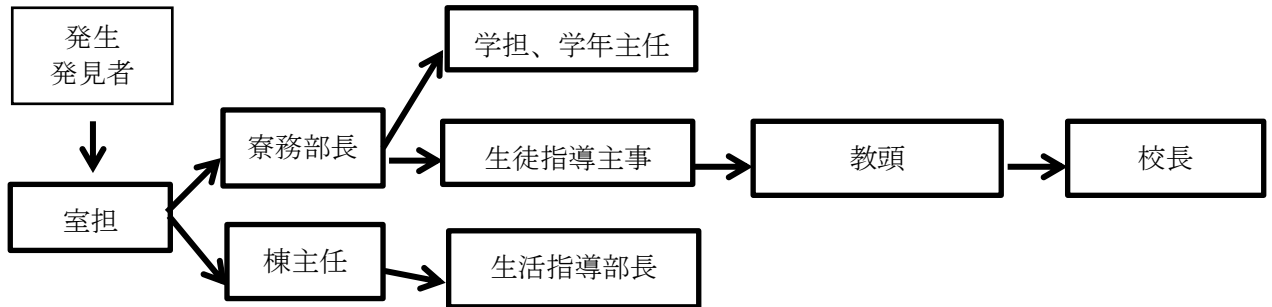 発生
発見者
室担
寮務部長
棟主任
学担、学年主任
生徒指導主事
生活指導部長
教頭
校長